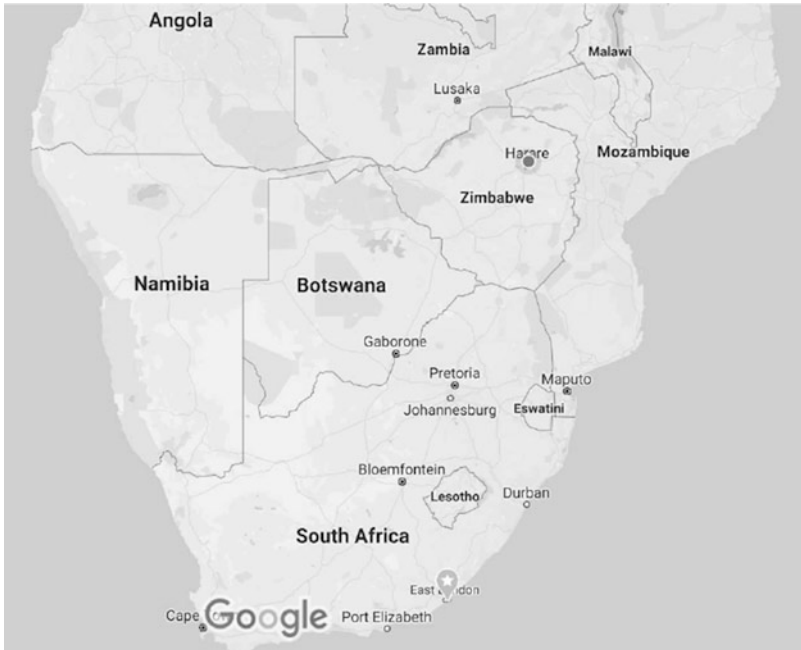 Angola
Zambia
Malawi
Lusaka
Harare
Mozambique
Zimbabwe
Namibia
Botswana
Gaborone
Pretoria
Maputo
Johannesburg
Eswatini
Bloemfontein
Lesotho
Durban
South Africa
East London
Cape
Google
Port Elizabeth